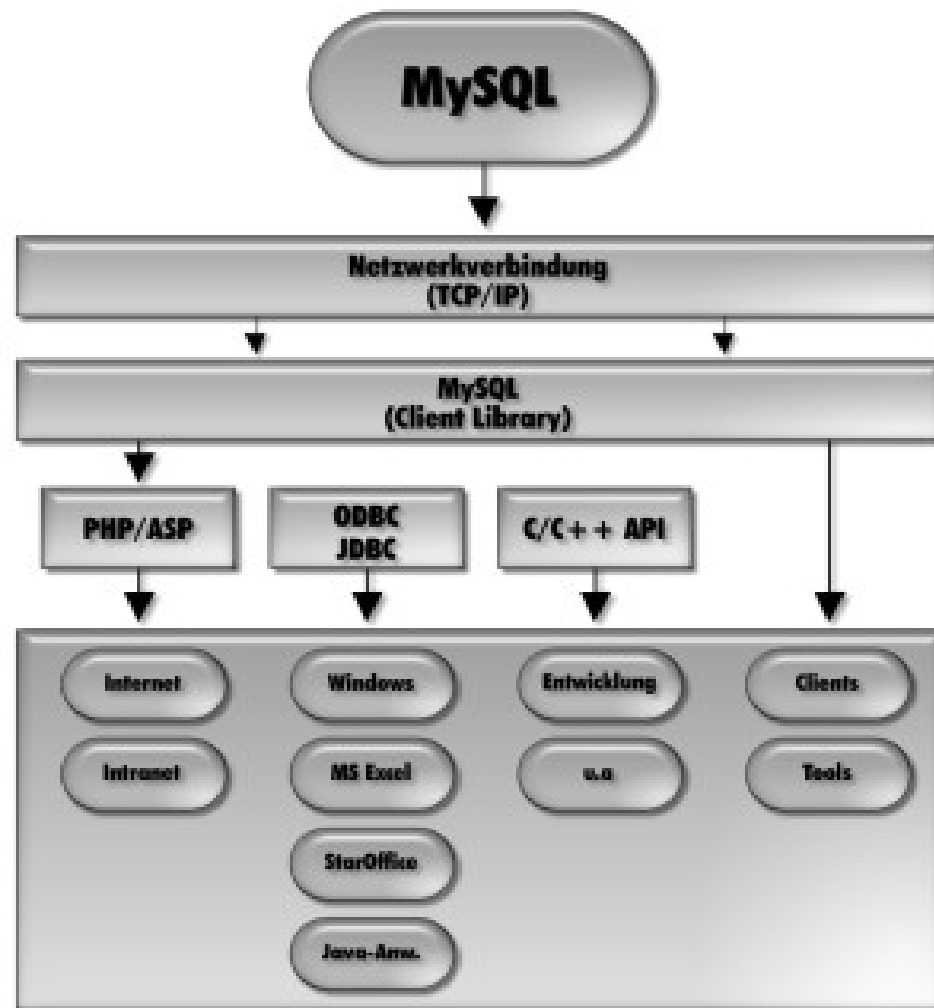 MySQL
Netzwerkverbindung
(TCP/IP)
MySQL
(Client Library)
PHP/ASP
ODBC
JDBC
C/C++ API
Internet
Windows
Entwicklung
Clients
Intranet
MS Excel
u.a
Tools
StarOffice
Java-Anw.